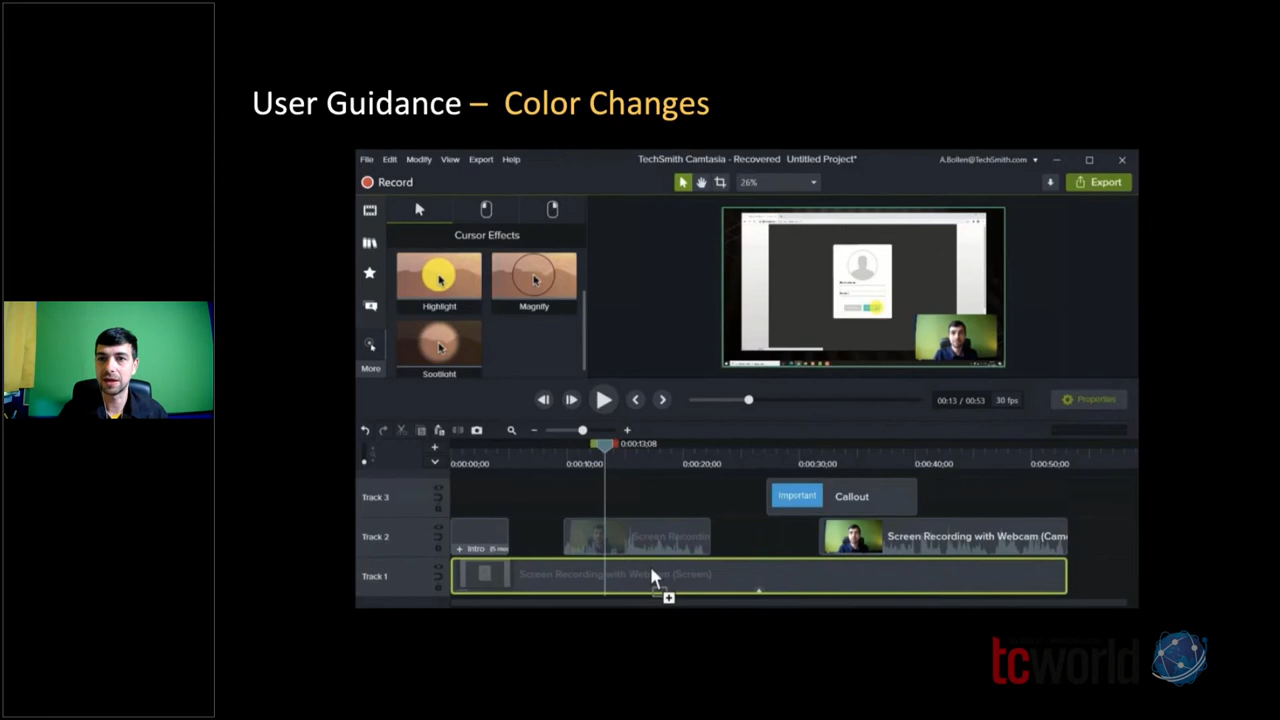 User Guidance – Color Changes
File Edit Modify View Export Help
TechSmith Camtasia - Recovered Untitled Project*
A.Bollen@TechSmith.com
Record
26%
Export
Cursor Effects
Highlight
Magnify
Spotlight
More
00:13 / 00:53 30 fps
Properties
0:00:13;08
0:00:00;00 0:00:10;00 0:00:20;00 0:00:30;00 0:00:40;00 0:00:50;00
Track 3
Important
Callout
Track 2
+ Intro
Screen Recordin
Screen Recording with Webcam (Came
Track 1
Screen Recording with Webcam (Screen)
tcworld